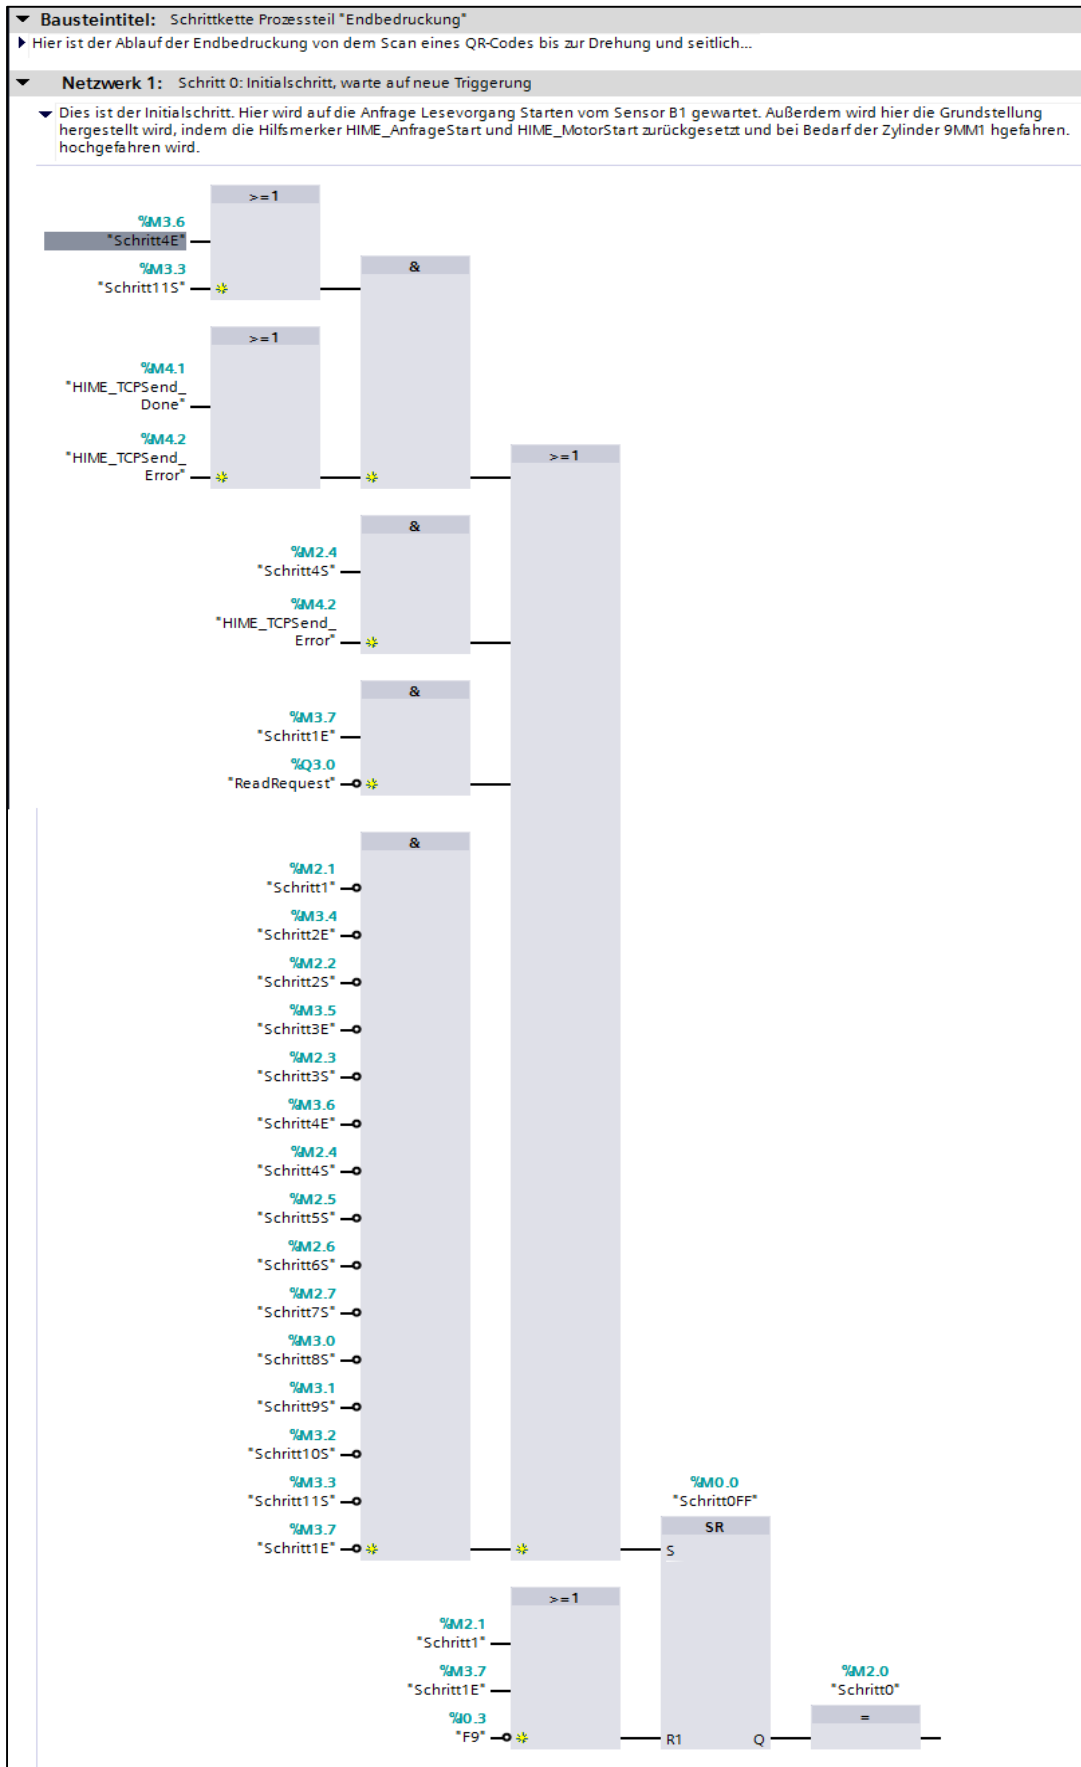 Bausteintitel: Schrittkette Prozessteil "Endbedruckung"
Hier ist der Ablauf der Endbedruckung von dem Scan eines QR-Codes bis zur Drehung und seitlich...
Netzwerk 1: Schritt 0: Initialschritt, warte auf neue Triggerung
Dies ist der Initialschritt. Hier wird auf die Anfrage Lesevorgang Starten vom Sensor B1 gewartet. Außerdem wird hier die Grundstellung
hergestellt wird, indem die Hilfsmerker HIME_AnfrageStart und HIME_MotorStart zurückgesetzt und bei Bedarf der Zylinder 9MM1 hgefahren.
hochgefahren wird.
>=1
%M3.6
"Schritt4E"
%M3.3
"Schritt11S"
&
>=1
%M4.1
"HIME_TCPSend_
Done"
%M4.2
"HIME_TCPSend_
Error"
>=1
&
%M2.4
"Schritt4S"
%M4.2
"HIME_TCPSend_
Error"
&
%M3.7
"Schritt1E"
%Q3.0
"ReadRequest"
&
%M2.1
"Schritt1"
%M3.4
"Schritt2E"
%M2.2
"Schritt2S"
%M3.5
"Schritt3E"
%M2.3
"Schritt3S"
%M3.6
"Schritt4E"
%M2.4
"Schritt4S"
%M2.5
"Schritt5S"
%M2.6
"Schritt6S"
%M2.7
"Schritt7S"
%M3.0
"Schritt8S"
%M3.1
"Schritt9S"
%M3.2
"Schritt10S"
%M3.3
"Schritt11S"
%M3.7
"Schritt1E"
%M0.0
"Schritt0FF"
SR
S
>=1
%M2.1
"Schritt1"
%M3.7
"Schritt1E"
%I0.3
"F9"
R1 Q
%M2.0
"Schritt0"
=